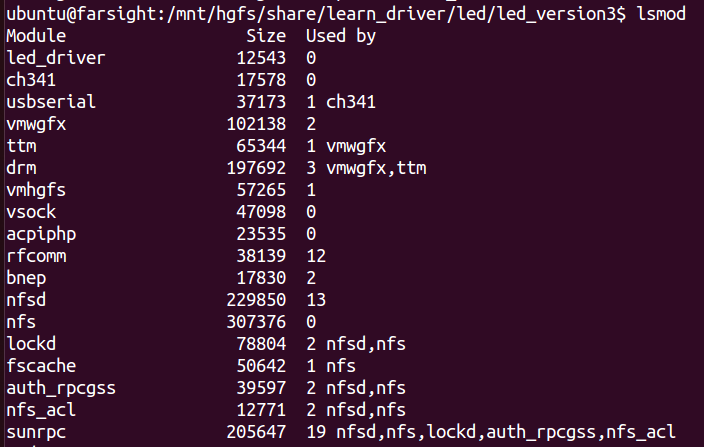 ubuntu@farsight:/mnt/hgfs/share/learn_driver/led/led_version3$ lsmod
Module                  Size  Used by
led_driver             12543  0
ch341                  17578  0
usbserial              37173  1 ch341
vmwgfx                102138  2
ttm                    65344  1 vmwgfx
drm                   197692  3 vmwgfx,ttm
vmhgfs                 57265  1
vsock                  47098  0
acpiphp                23535  0
rfcomm                 38139  12
bnep                   17830  2
nfsd                  229850  13
nfs                   307376  0
lockd                  78804  2 nfsd,nfs
fscache                50642  1 nfs
auth_rpcgss            39597  2 nfsd,nfs
nfs_acl                12771  2 nfsd,nfs
sunrpc                205647  19 nfsd,nfs,lockd,auth_rpcgss,nfs_acl